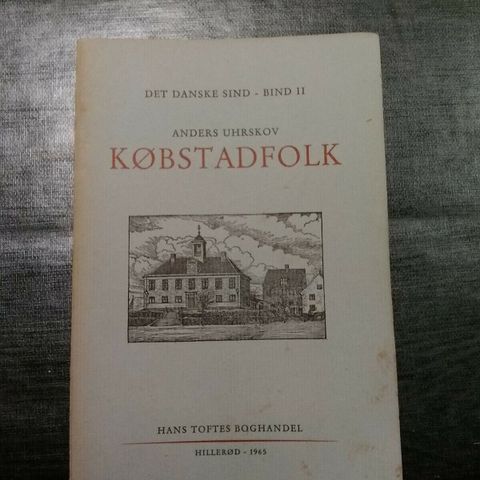 DET DANSKE SIND - BIND II
ANDERS UHRSKOV
KØBSTADFOLK
HANS TOFTES BOGHANDEL
HILLERØD - 1965